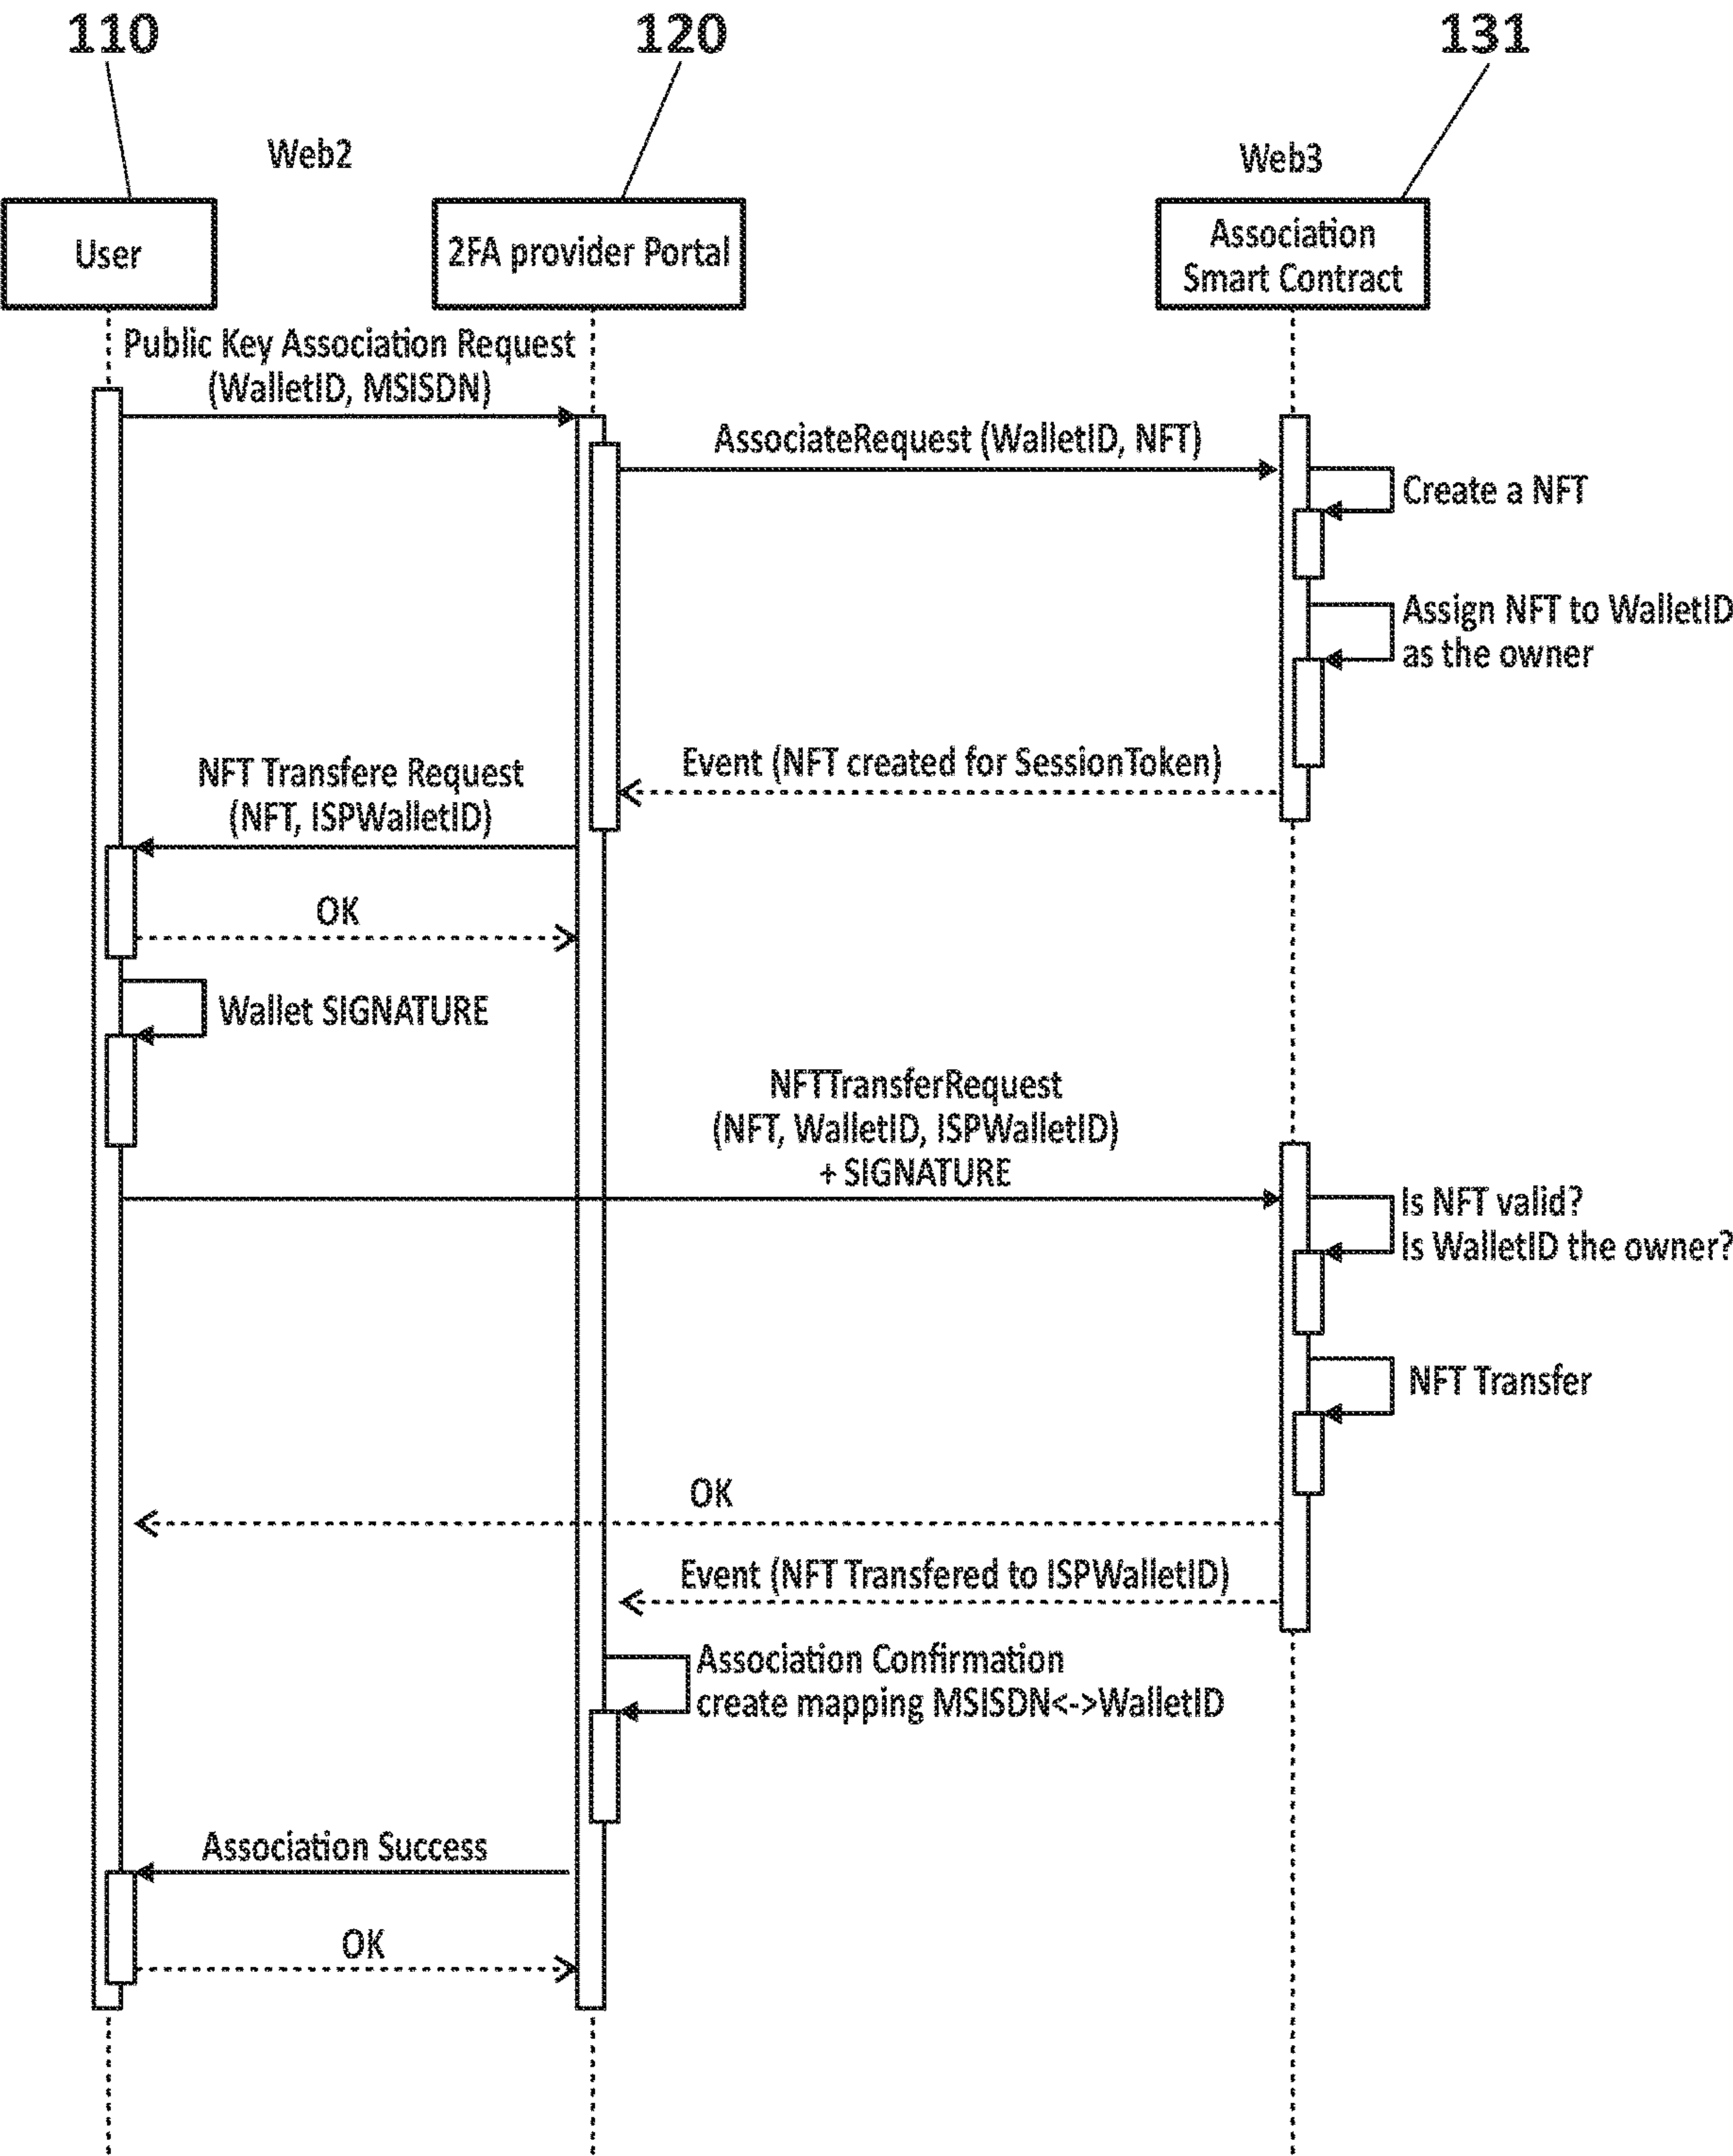 110
120
131
Web2
Web3
User
2FA provider Portal
Association
Smart Contract
Public Key Association Request
(WalletID, MSISDN)
AssociateRequest (WalletID, NFT)
Create a NFT
Assign NFT to WalletID
as the owner
Event (NFT created for SessionToken)
NFT Transfere Request
(NFT, ISPWalletID)
OK
Wallet SIGNATURE
NFTTransferRequest
(NFT, WalletID, ISPWalletID)
+ SIGNATURE
Is NFT valid?
Is WalletID the owner?
NFT Transfer
OK
Event (NFT Transfered to ISPWalletID)
Association Confirmation
create mapping MSISDN<->WalletID
Association Success
OK